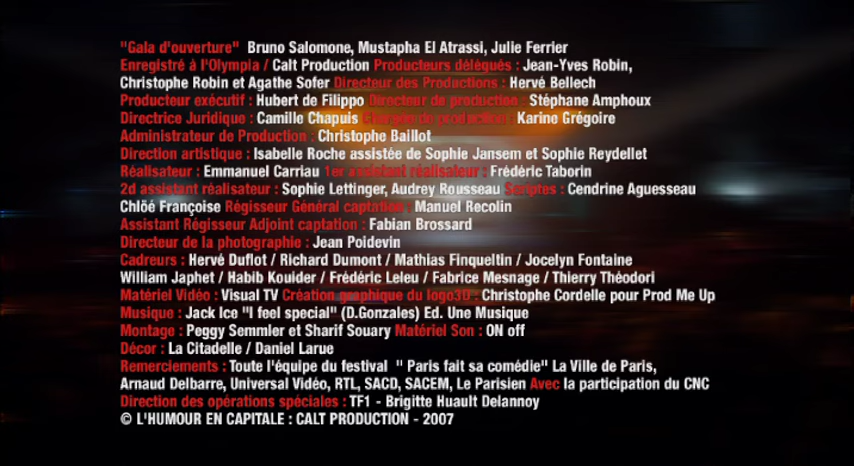 "Gala d'ouverture" Bruno Salomone, Mustapha El Atrassi, Julie Ferrier
Enregistré à l'Olympia / Calt Production Producteurs délégués : Jean-Yves Robin,
Christophe Robin et Agathe Sofer Directeur des Productions : Hervé Bellech
Producteur exécutif : Hubert de Filippo Directeur de production : Stéphane Amphoux
Directrice Juridique : Camille Chapuis de production : Karine Grégoire
Administrateur de Production : Christophe Baillot
Direction artistique : Isabelle Roche assistée de Sophie Jansem et Sophie Reydellet
Réalisateur : Emmanuel Carriau 1er assistant réalisateur : Frédéric Taborin
2d assistant réalisateur : Sophie Lettinger, Audrey Rousseau Scriptes : Cendrine Aguesseau
Chlöé Françoise Régisseur Général captation : Manuel Recolin
Assistant Régisseur Adjoint captation : Fabian Brossard
Directeur de la photographie : Jean Poidevin
Cadreurs : Hervé Duflot / Richard Dumont / Mathias Finqueltin / Jocelyn Fontaine
William Japhet / Habib Kouider / Frédéric Leleu / Fabrice Mesnage / Thierry Théodori
Matériel Vidéo : Visual TV Création graphique du logo3D : Christophe Cordelle pour Prod Me Up
Musique : Jack Ice "I feel special" (D.Gonzales) Ed. Une Musique
Montage : Peggy Semmler et Sharif Souary Matériel Son : ON off
Décor : La Citadelle / Daniel Larue
Remerciements : Toute l'équipe du festival " Paris fait sa comédie" La Ville de Paris,
Arnaud Delbarre, Universal Vidéo, RTL, SACD, SACEM, Le Parisien Avec la participation du CNC
Direction des opérations spéciales : TF1 - Brigitte Huault Delannoy
© L'HUMOUR EN CAPITALE : CALT PRODUCTION - 2007